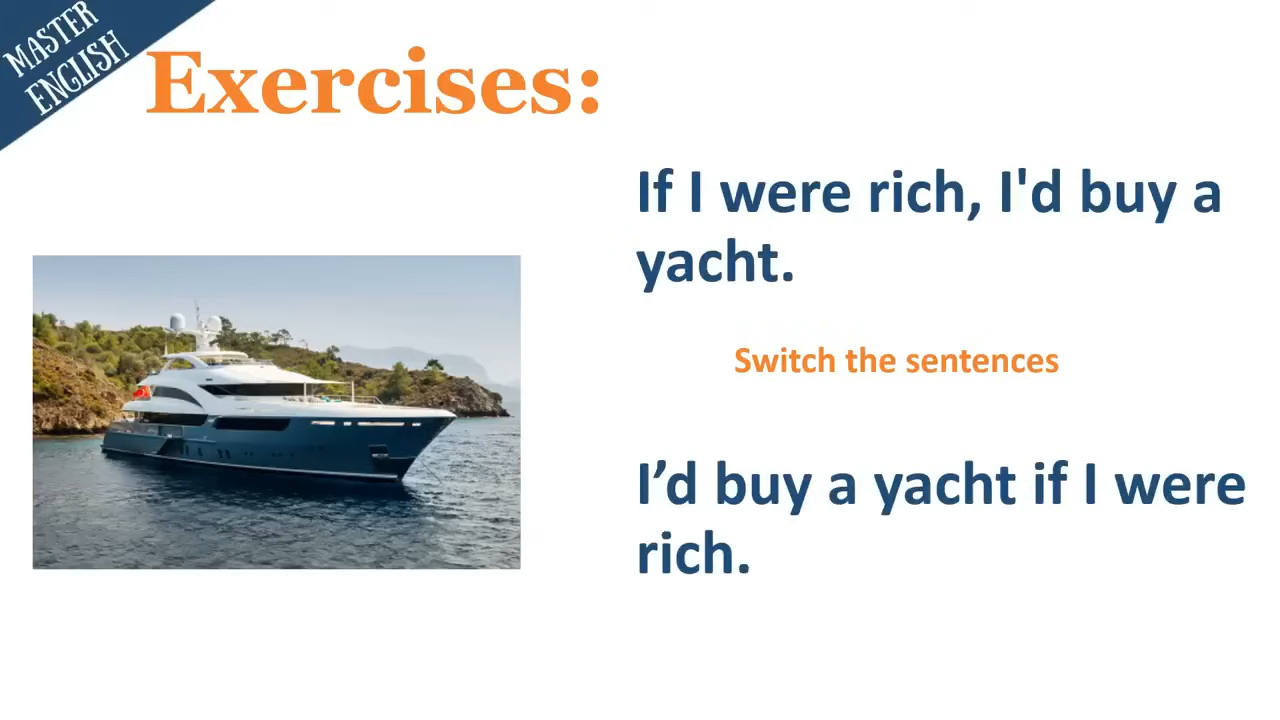 MASTER
ENGLISH
Exercises:
If I were rich, I'd buy a
yacht.
Switch the sentences
I’d buy a yacht if I were
rich.